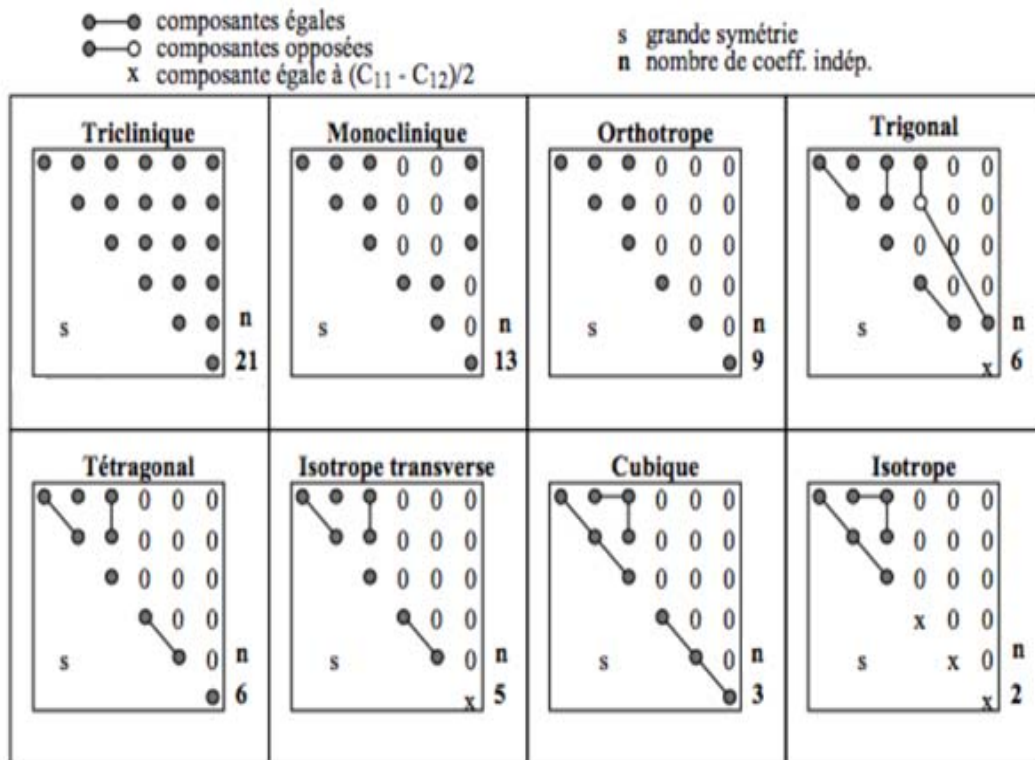 composantes égales
composantes opposées
x composante égale à (C11 - C12)/2
s grande symétrie
n nombre de coeff. indép.
Triclinique
s
n
21
Monoclinique
0 0
0 0
0 0
0
s 0 n
13
Orthotrope
0 0 0
0 0 0
0 0 0
0 0
s 0 n
9
Trigonal
0 0
0 0
0 0 0
0 0
s n
x 6
Tétragonal
0 0 0
0 0 0
0 0 0
0 0
s 0 n
6
Isotrope transverse
0 0 0
0 0 0
0 0 0
0 0
s 0 n
x 5
Cubique
0 0 0
0 0 0
0 0 0
0 0
s 0 n
3
Isotrope
0 0 0
0 0 0
0 0 0
x 0 0
s x 0 n
x 2